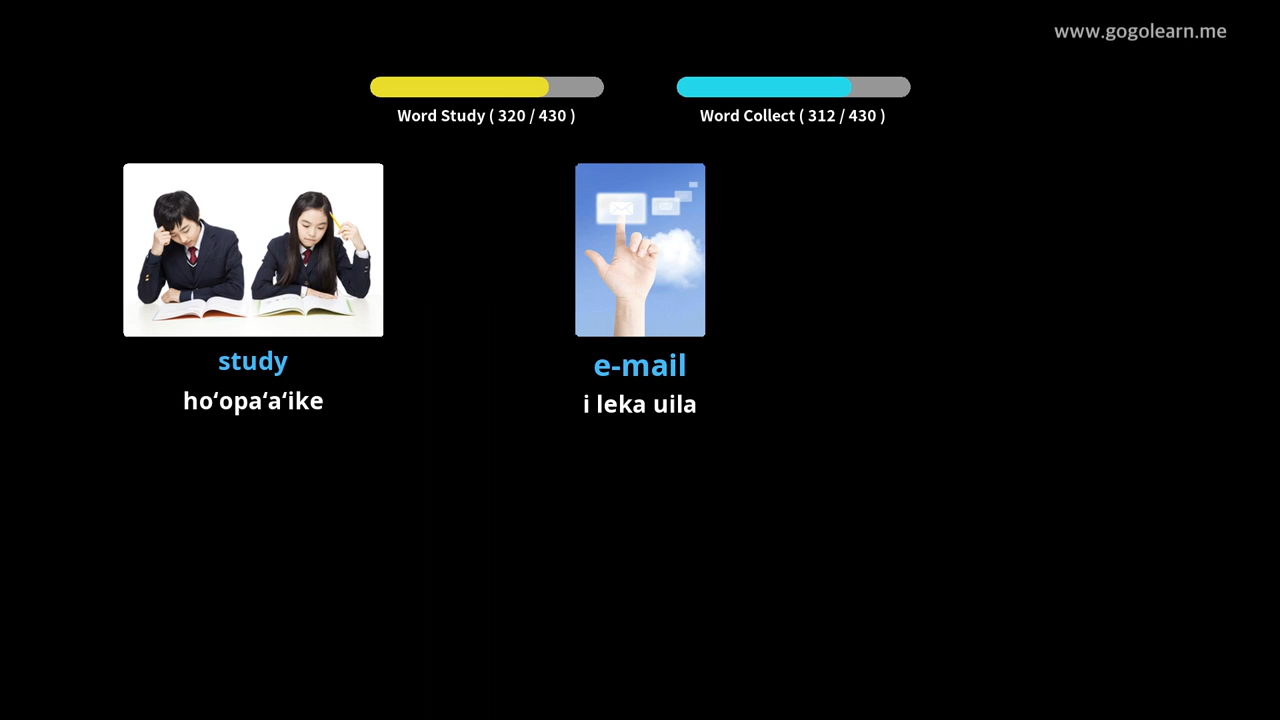 www.gogolearn.me
Word Study ( 320 / 430 )
Word Collect ( 312 / 430 )
study
hoʻopaʻaʻike
e-mail
i leka uila